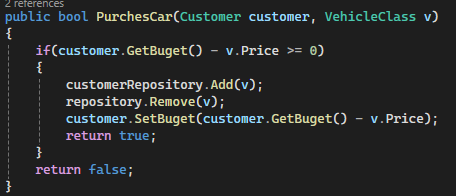 2 references
public bool PurchesCar(Customer customer, VehicleClass v)
{
if(customer.GetBuget() - v.Price >= 0)
{
customerRepository.Add(v);
repository.Remove(v);
customer.SetBuget(customer.GetBuget() - v.Price);
return true;
}
return false;
}